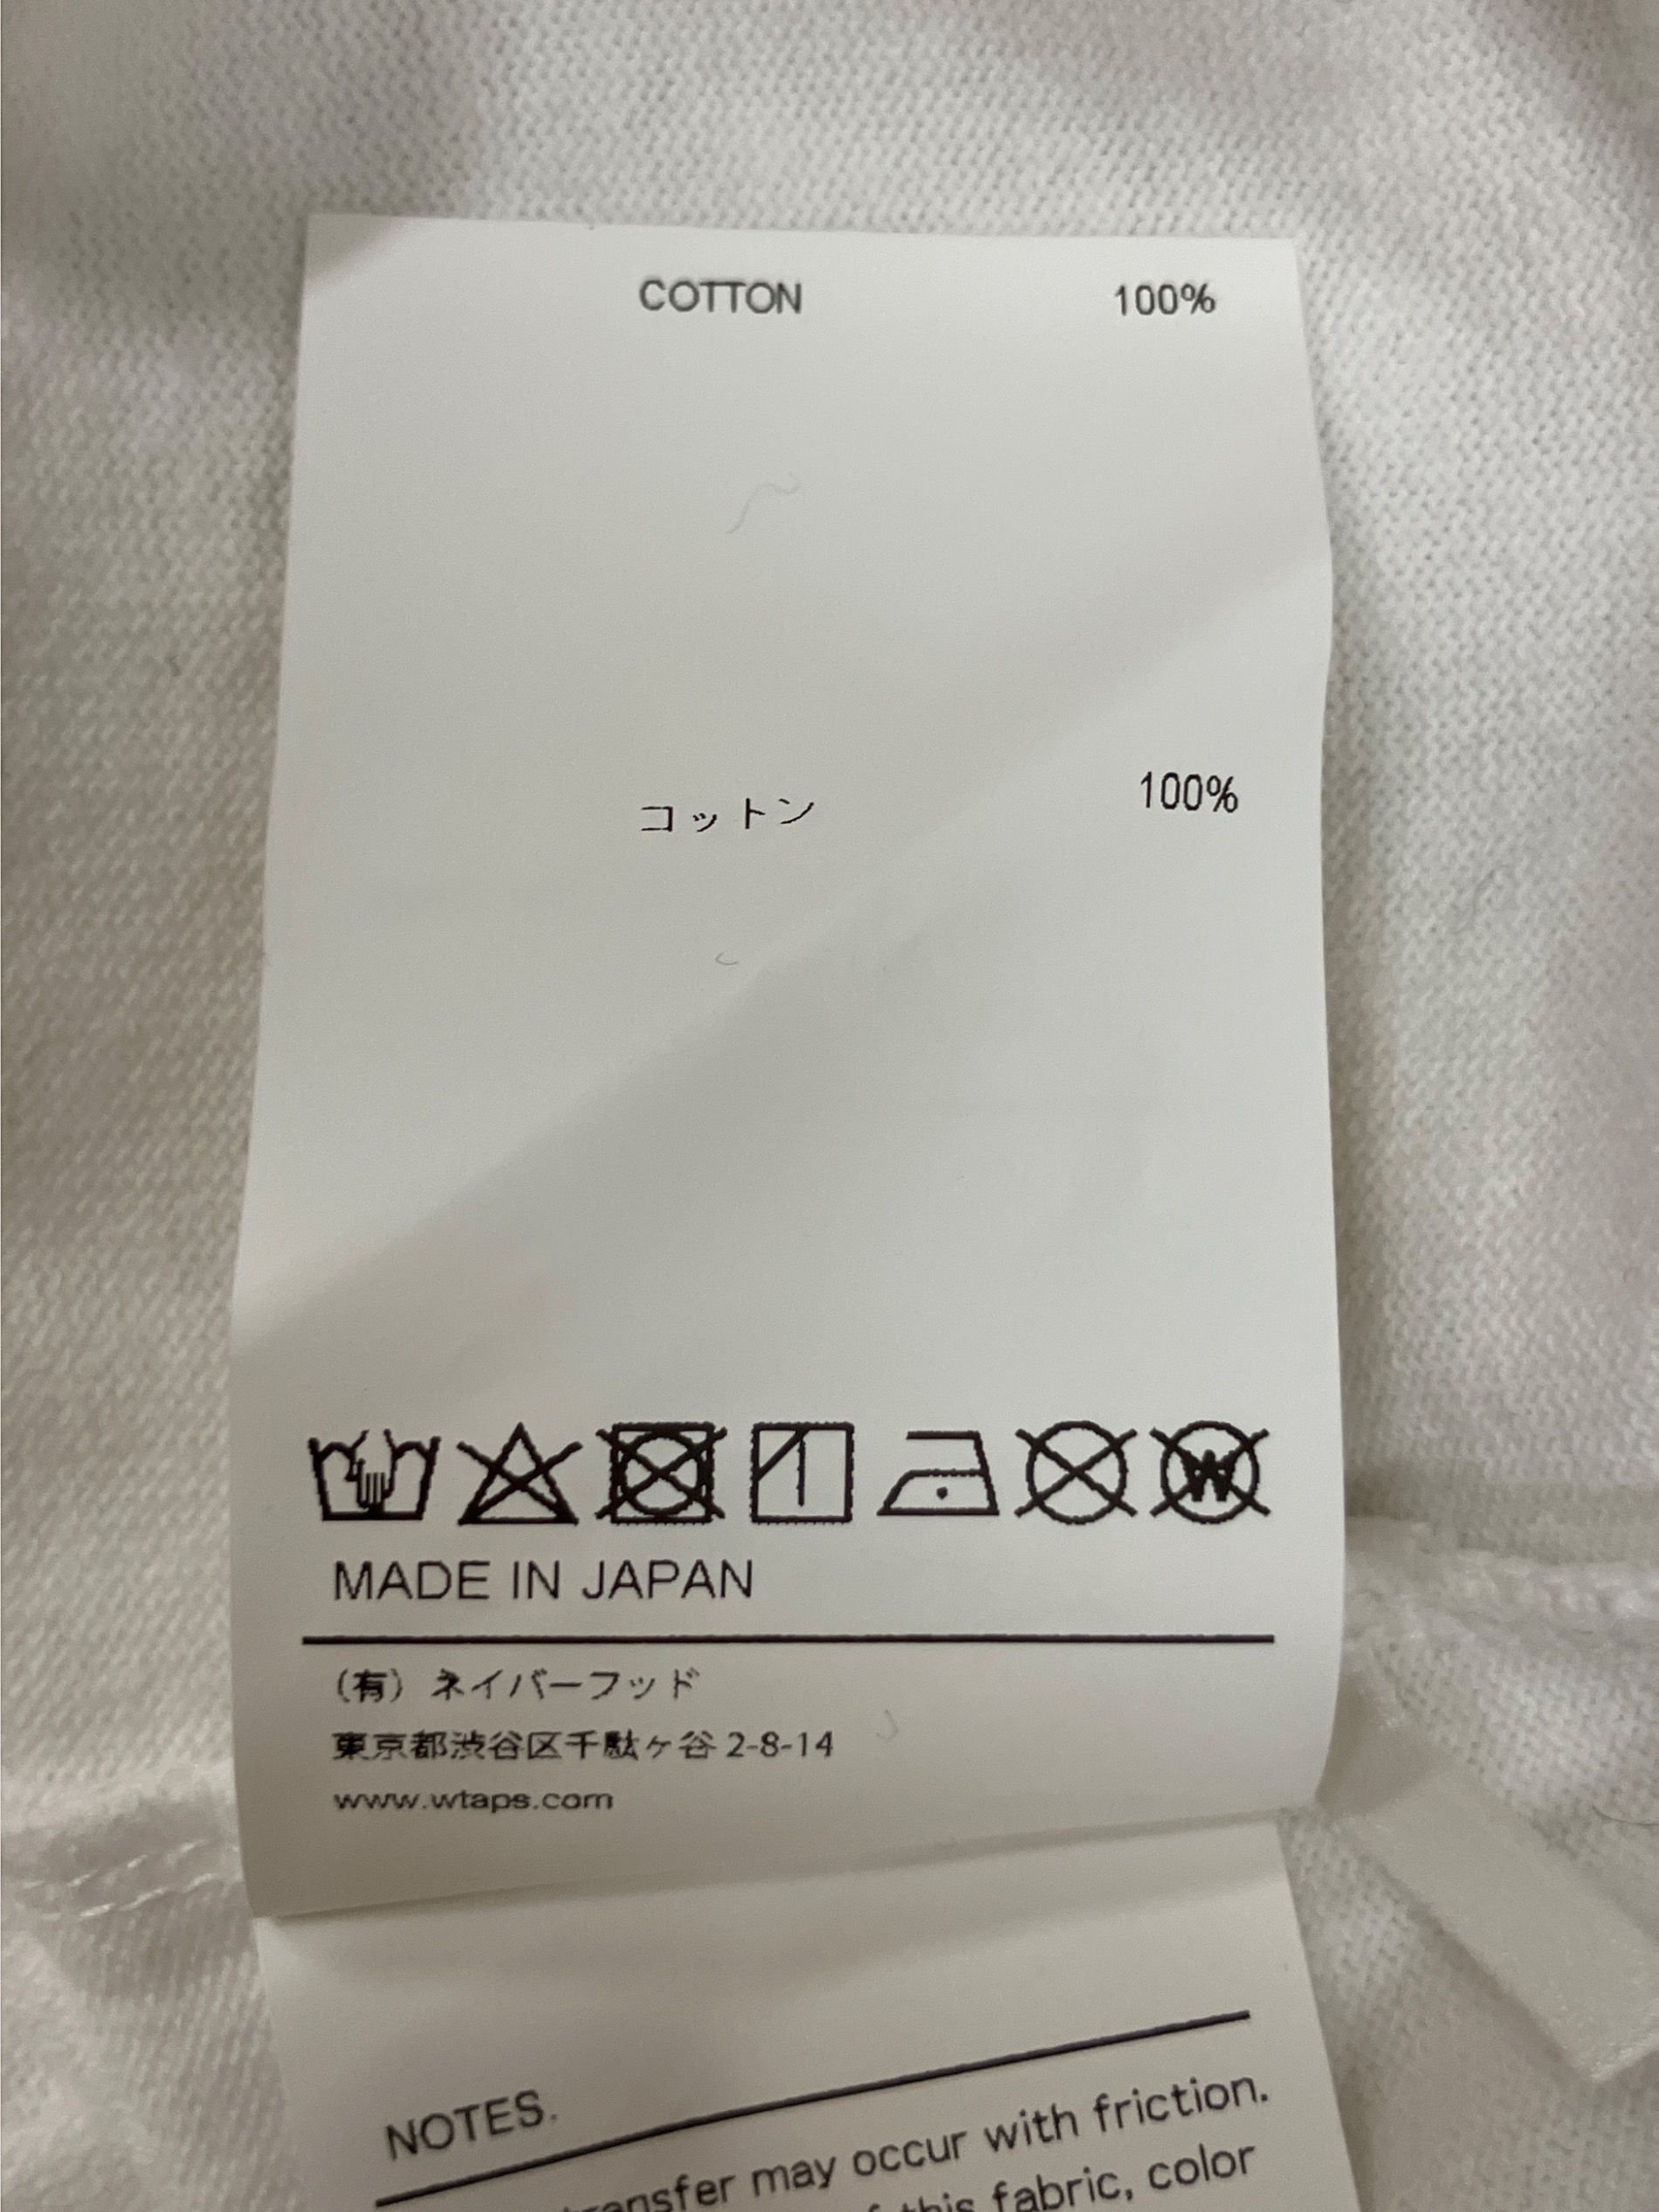 COTTON 100%
コットン 100%
W
MADE IN JAPAN
(有) ネイバーフッド
東京都渋谷区千駄ヶ谷 2-8-14
www.wtaps.com
NOTES.
transfer may occur with friction.
this fabric, color